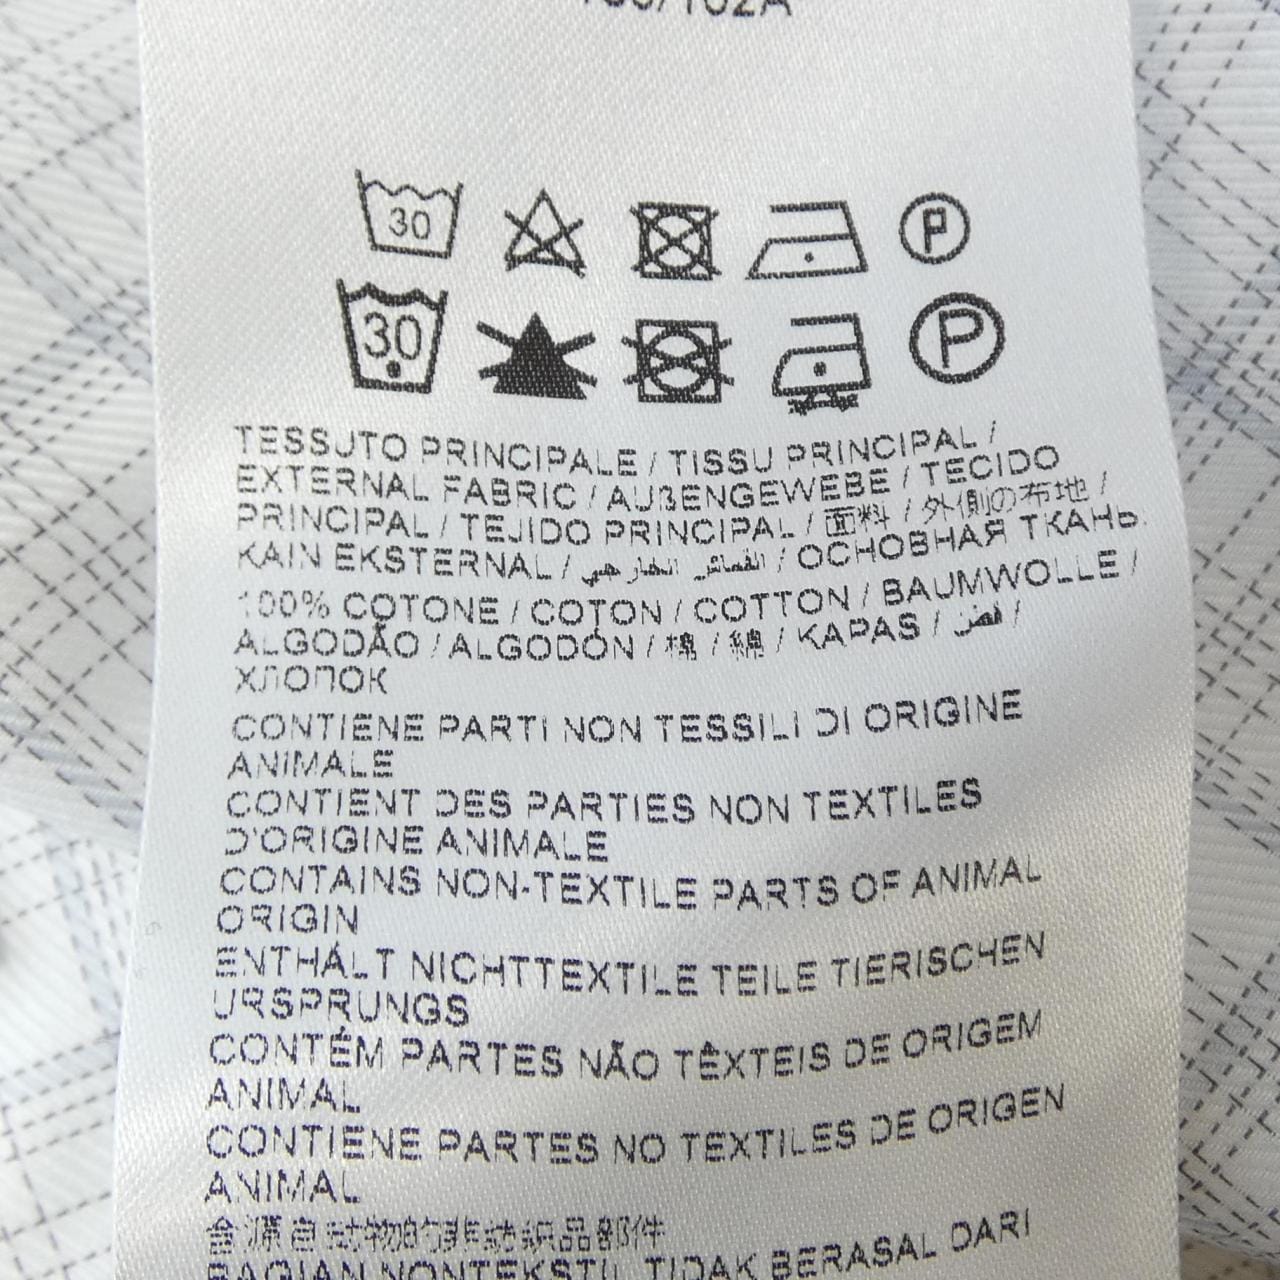 30 P
30 P
TESSUTO PRINCIPALE / TISSU PRINCIPAL /
EXTERNAL FABRIC / AUßENGEWEBE / TECIDO
PRINCIPAL / TEJIDO PRINCIPAL / 面料 / 外側の布地 /
KAIN EKSTERNAL / القماش الخارجي / ОСНОВНАЯ ТКАНЬ
100% COTONE / COTON / COTTON / BAUMWOLLE /
ALGODÃO / ALGODÓN / 棉 / 綿 / KAPAS / قطن /
ХЛОПОК
CONTIENE PARTI NON TESSILI DI ORIGINE
ANIMALE
CONTIENT DES PARTIES NON TEXTILES
D'ORIGINE ANIMALE
CONTAINS NON-TEXTILE PARTS OF ANIMAL
ORIGIN
ENTHÄLT NICHTTEXTILE TEILE TIERISCHEN
URSPRUNGS
CONTÉM PARTES NÃO TÊXTEIS DE ORIGEM
ANIMAL
CONTIENE PARTES NO TEXTILES DE ORIGEN
ANIMAL
含源自动物的非纺织品部件
BAGIAN NONTEKSTIL TIDAK BERASAL DARI